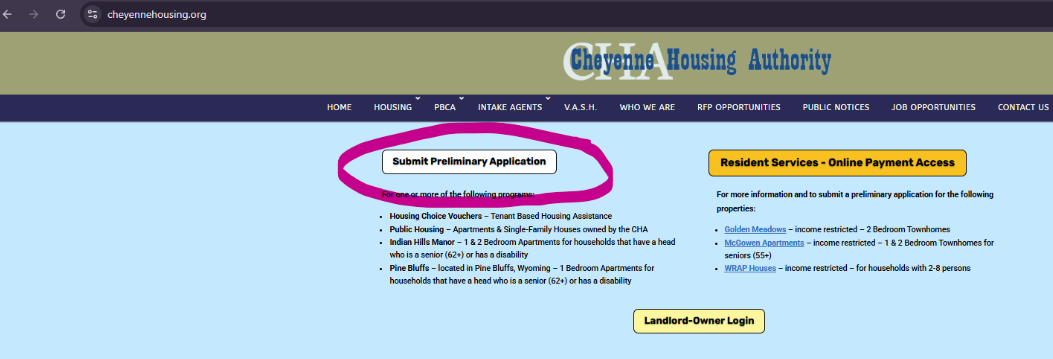 cheyennehousing.org
CHA
Cheyenne Housing Authority
HOME HOUSING PBCA INTAKE AGENTS V.A.S.H. WHO WE ARE RFP OPPORTUNITIES PUBLIC NOTICES JOB OPPORTUNITIES CONTACT US
Submit Preliminary Application
For one or more of the following programs:
• Housing Choice Vouchers – Tenant Based Housing Assistance
• Public Housing – Apartments & Single-Family Houses owned by the CHA
• Indian Hills Manor – 1 & 2 Bedroom Apartments for households that have a head
who is a senior (62+) or has a disability
• Pine Bluffs – located in Pine Bluffs, Wyoming – 1 Bedroom Apartments for
households that have a head who is a senior (62+) or has a disability
Resident Services - Online Payment Access
For more information and to submit a preliminary application for the following
properties:
• Golden Meadows – income restricted – 2 Bedroom Townhomes
• McGowen Apartments – income restricted – 1 & 2 Bedroom Townhomes for
seniors (55+)
• WRAP Houses – income restricted – for households with 2-8 persons
Landlord-Owner Login